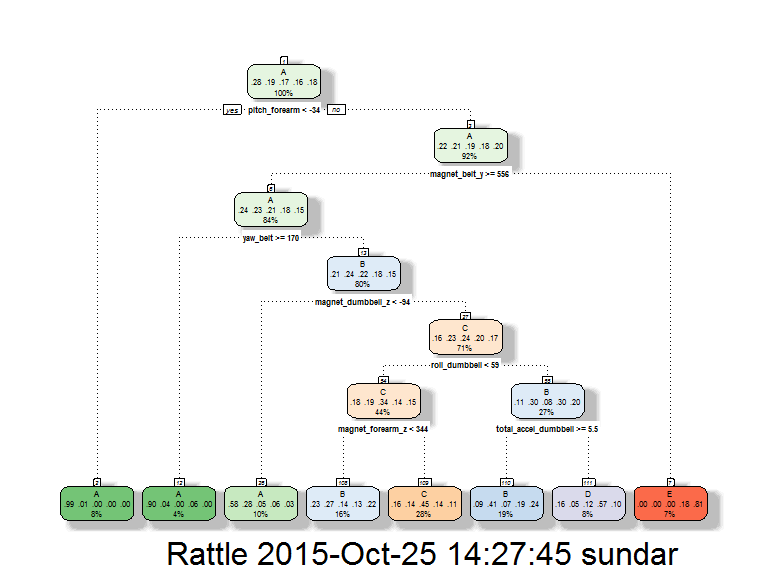 1
A
.28 .19 .17 .16 .18
100%
yes pitch_forearm < -34 no
3
A
.22 .21 .19 .18 .20
92%
magnet_belt_y >= 556
6
A
.24 .23 .21 .18 .15
84%
yaw_belt >= 170
13
B
.21 .24 .22 .18 .15
80%
magnet_dumbbell_z < -94
27
C
.16 .23 .24 .20 .17
71%
roll_dumbbell < 59
54
C
.18 .19 .34 .14 .15
44%
magnet_forearm_z < 344
55
B
.11 .30 .08 .30 .20
27%
total_accel_dumbbell >= 5.5
2 12 26 108 109 110 111 7
A A A B C B D E
.99 .01 .00 .00 .00 .90 .04 .00 .06 .00 .58 .28 .05 .06 .03 .23 .27 .14 .13 .22 .16 .14 .45 .14 .11 .09 .41 .07 .19 .24 .16 .05 .12 .57 .10 .00 .00 .00 .18 .81
8% 4% 10% 16% 28% 19% 8% 7%
Rattle 2015-Oct-25 14:27:45 sundar